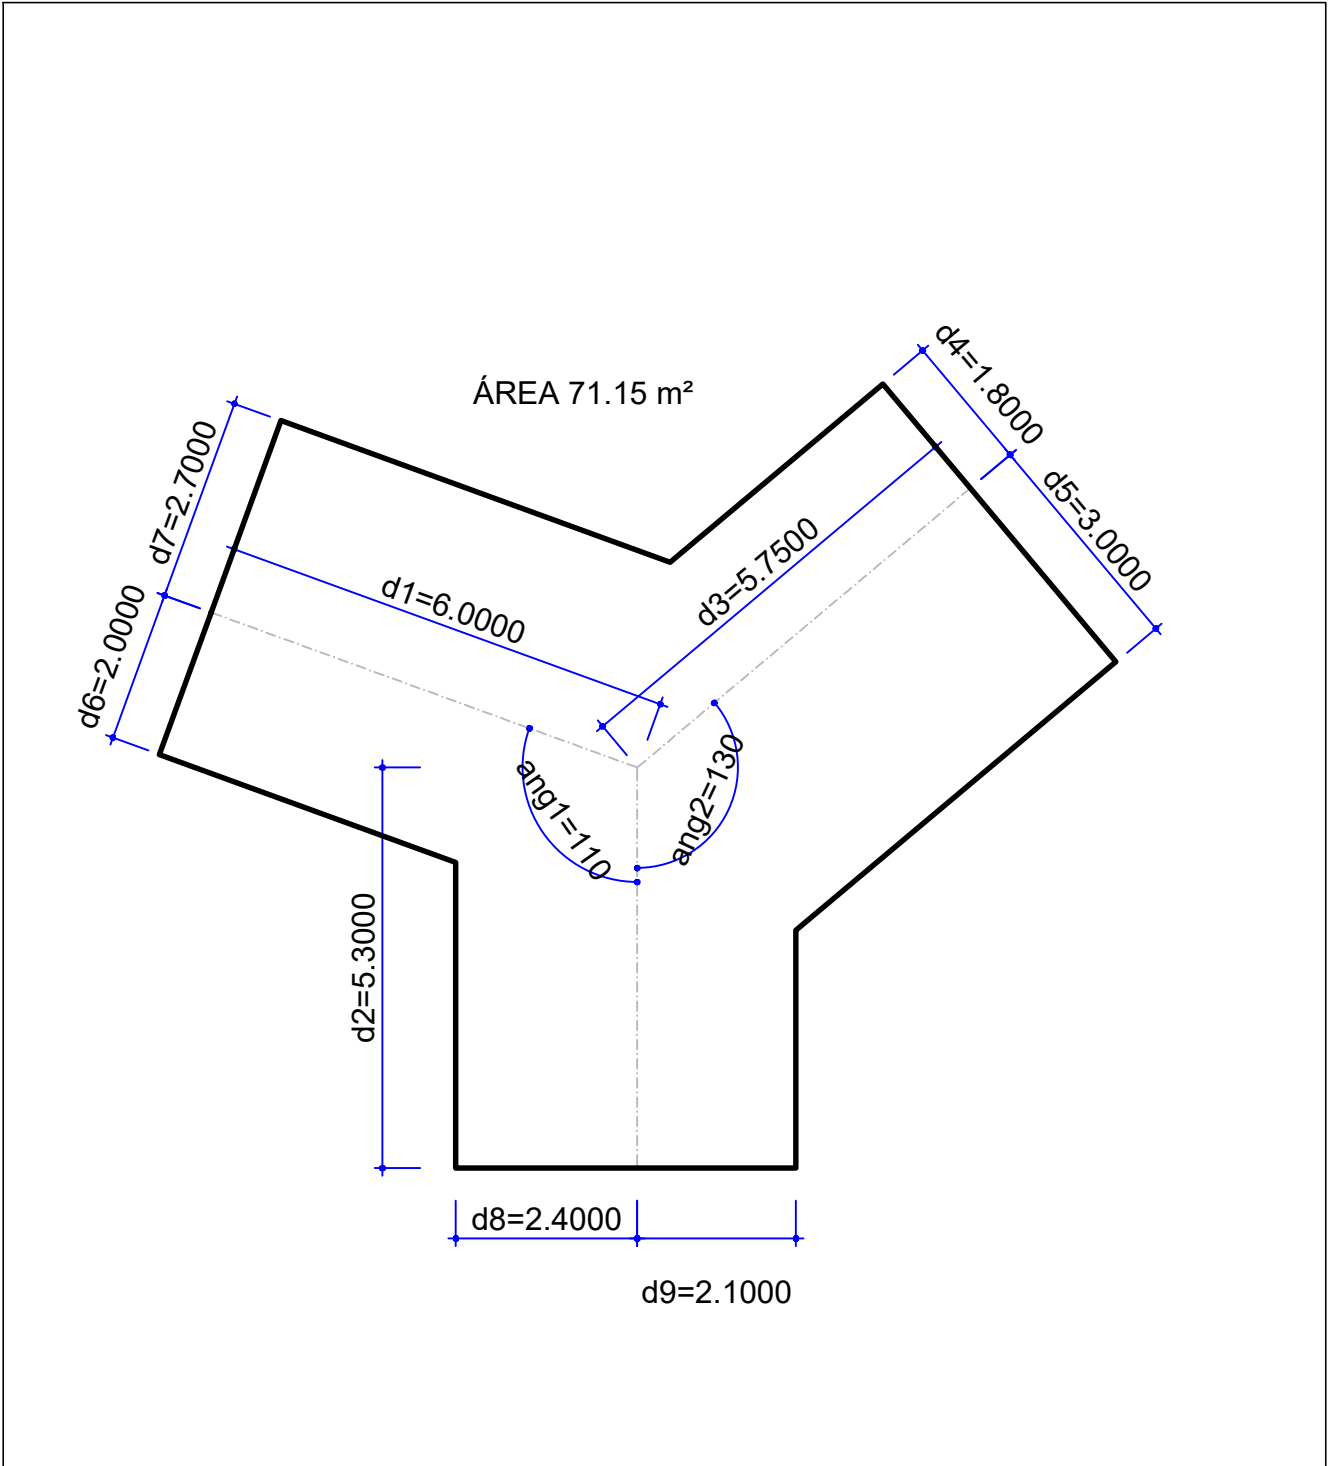 ÁREA 71.15 m²
d4=1.8000
d5=3.0000
d7=2.7000
d3=5.7500
d1=6.0000
d6=2.0000
ang1=110
ang2=130
d2=5.3000
d8=2.4000
d9=2.1000